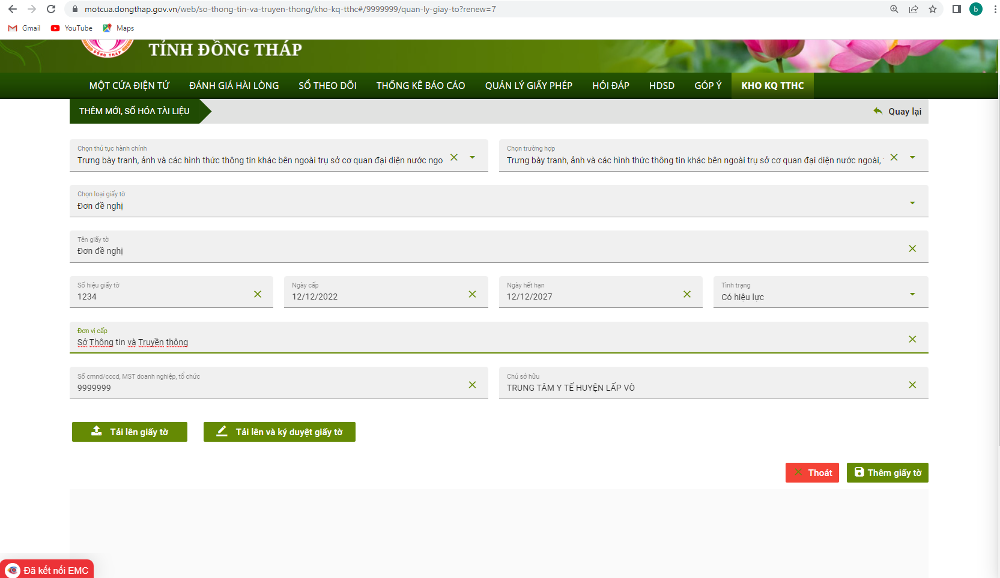 motcua.dongthap.gov.vn/web/so-thong-tin-va-truyen-thong/kho-kq-tthc#/9999999/quan-ly-giay-to?renew=7
b
Gmail YouTube Maps
ĐỒNG THÁP
TỈNH ĐỒNG THÁP
MỘT CỬA ĐIỆN TỬ ĐÁNH GIÁ HÀI LÒNG SỔ THEO DÕI THỐNG KÊ BÁO CÁO QUẢN LÝ GIẤY PHÉP HỎI ĐÁP HDSD GÓP Ý KHO KQ TTHC
THÊM MỚI, SỐ HÓA TÀI LIỆU Quay lại
Chọn thủ tục hành chính Chọn trường hợp
Trưng bày tranh, ảnh và các hình thức thông tin khác bên ngoài trụ sở cơ quan đại diện nước ngo Trưng bày tranh, ảnh và các hình thức thông tin khác bên ngoài trụ sở cơ quan đại diện nước ngoài,
Chọn loại giấy tờ
Đơn đề nghị
Tên giấy tờ
Đơn đề nghị
Số hiệu giấy tờ Ngày cấp Ngày hết hạn Tình trạng
1234 12/12/2022 12/12/2027 Có hiệu lực
Đơn vị cấp
Sở Thông tin và Truyền thông
Số cmnd/cccd, MST doanh nghiệp, tổ chức Chủ sở hữu
9999999 TRUNG TÂM Y TẾ HUYỆN LẤP VÒ
Tải lên giấy tờ Tải lên và ký duyệt giấy tờ
Thoát Thêm giấy tờ
Đã kết nối EMC